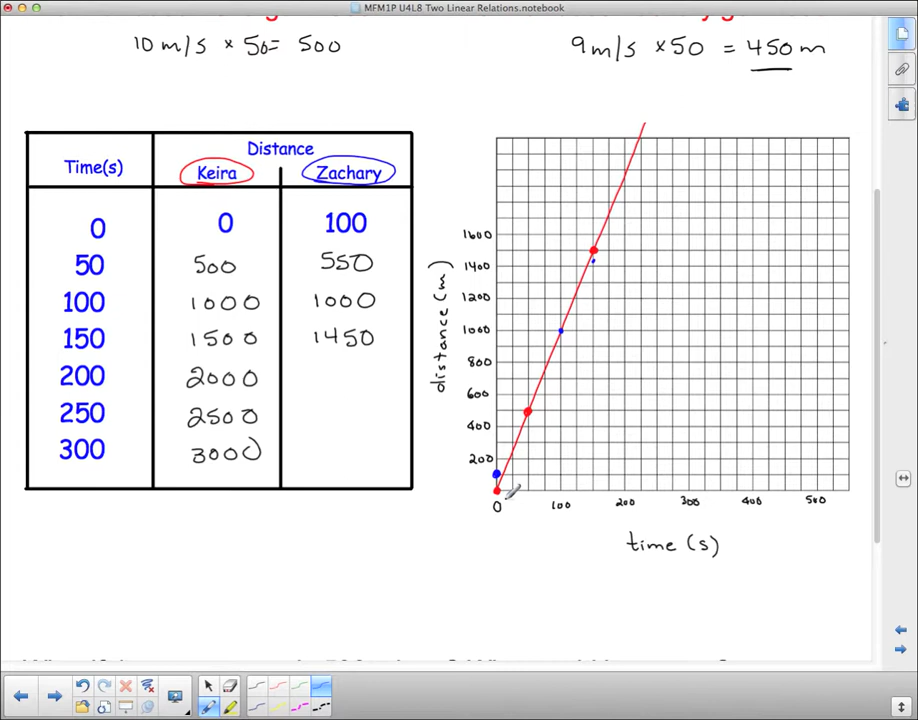 MFM1P U4L8 Two Linear Relations.notebook
10 m/s × 50 = 500
9 m/s × 50 = 450 m
Time(s) Distance
Keira Zachary
0 0 100
50 500 550
100 1000 1000
150 1500 1450
200 2000
250 2500
300 3000
distance (m)
1600
1400
1200
1000
800
600
400
200
0 100 200 300 400 500
time (s)